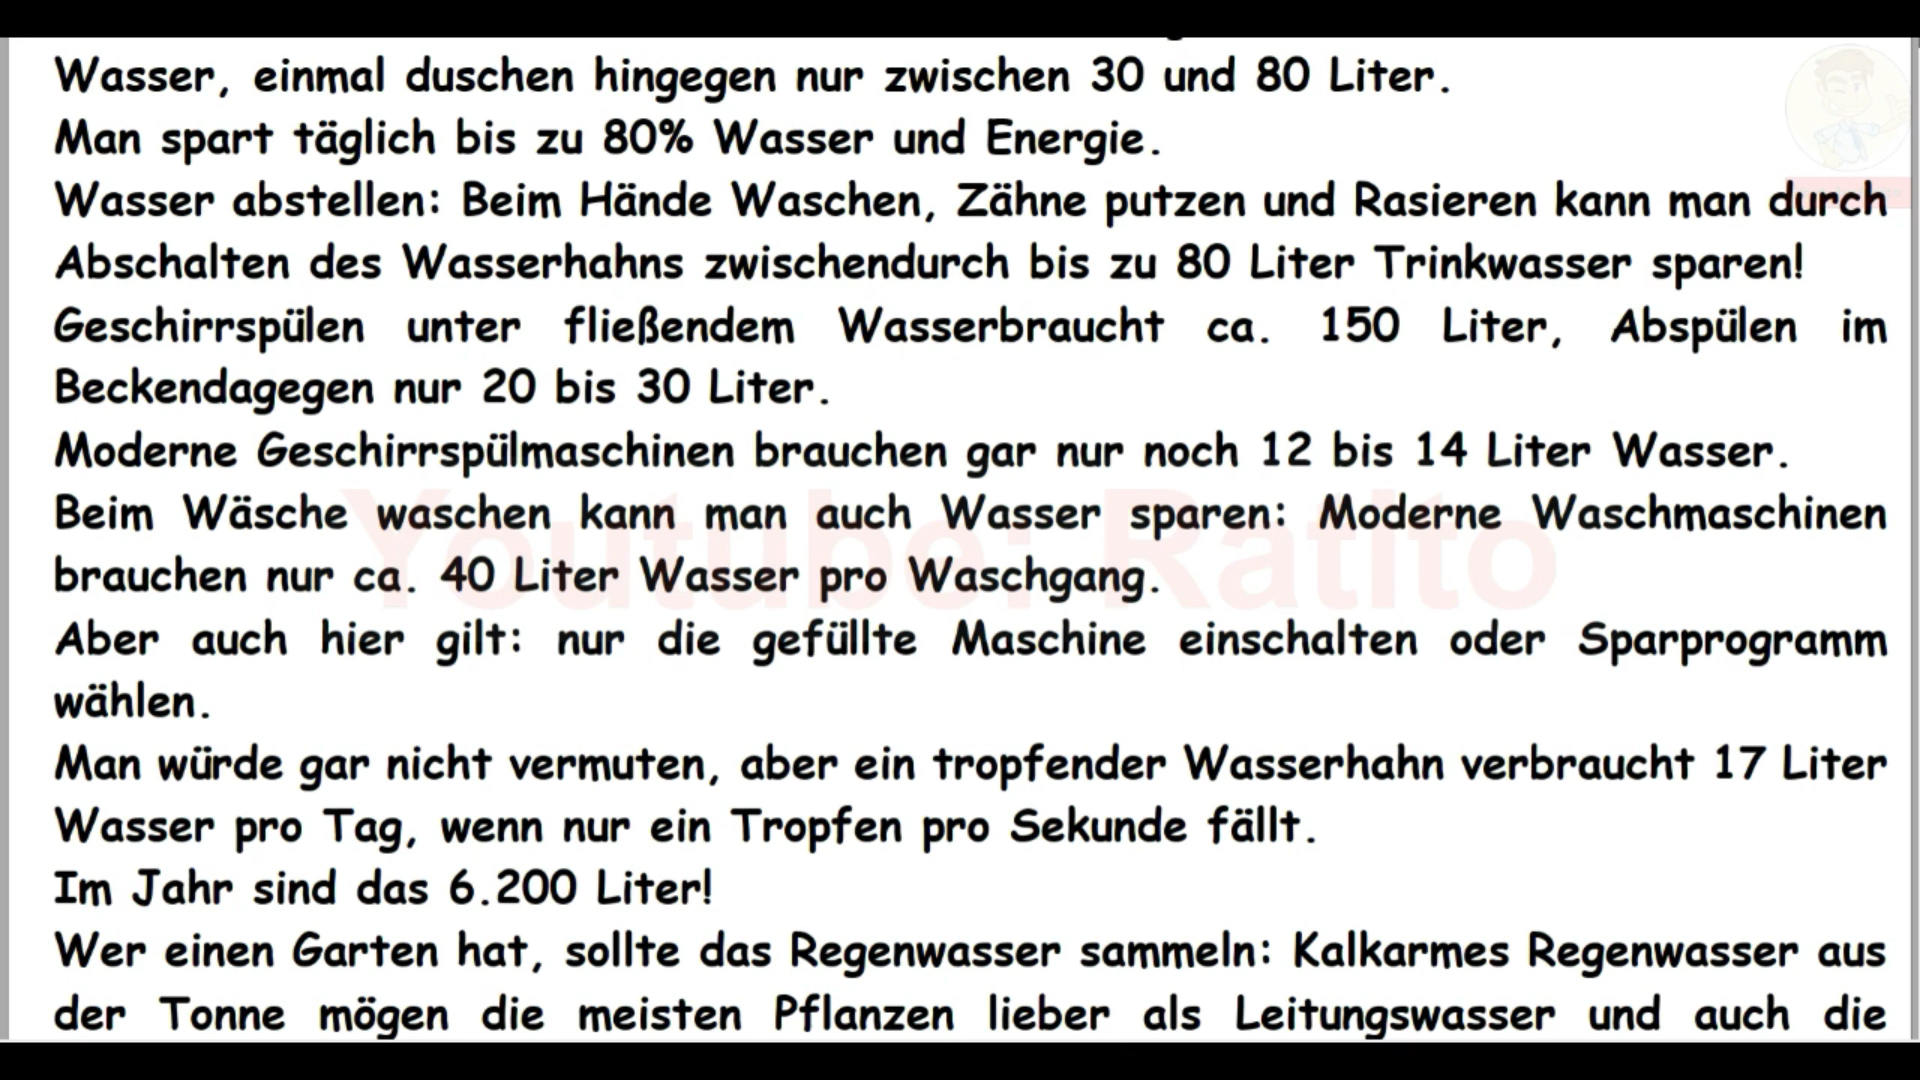 Wasser, einmal duschen hingegen nur zwischen 30 und 80 Liter.
Man spart täglich bis zu 80% Wasser und Energie.
Wasser abstellen: Beim Hände Waschen, Zähne putzen und Rasieren kann man durch
Abschalten des Wasserhahns zwischendurch bis zu 80 Liter Trinkwasser sparen!
Geschirrspülen unter fließendem Wasserbraucht ca. 150 Liter, Abspülen im
Beckendagegen nur 20 bis 30 Liter.
Moderne Geschirrspülmaschinen brauchen gar nur noch 12 bis 14 Liter Wasser.
Beim Wäsche waschen kann man auch Wasser sparen: Moderne Waschmaschinen
Youtube: Ratito
brauchen nur ca. 40 Liter Wasser pro Waschgang.
Aber auch hier gilt: nur die gefüllte Maschine einschalten oder Sparprogramm
wählen.
Man würde gar nicht vermuten, aber ein tropfender Wasserhahn verbraucht 17 Liter
Wasser pro Tag, wenn nur ein Tropfen pro Sekunde fällt.
Im Jahr sind das 6.200 Liter!
Wer einen Garten hat, sollte das Regenwasser sammeln: Kalkarmes Regenwasser aus
der Tonne mögen die meisten Pflanzen lieber als Leitungswasser und auch die